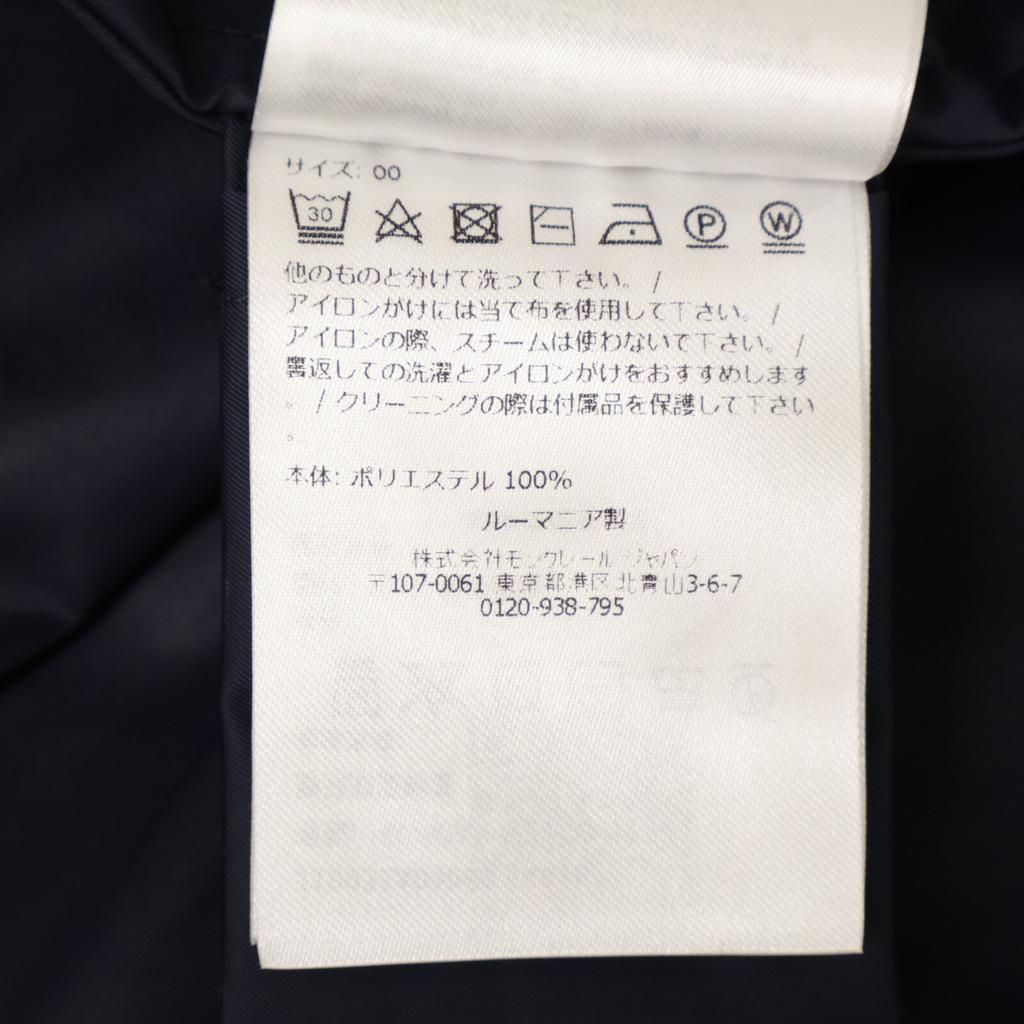 サイズ: 00
30
P
W
他のものと分けて洗って下さい。 /
アイロンがけには当て布を使用して下さい。 /
アイロンの際、スチームは使わないで下さい。 /
裏返しての洗濯とアイロンがけをおすすめします
。 / クリーニングの際は付属品を保護して下さい
。
本体: ポリエステル 100%
ルーマニア製
株式会社モンクレール ジャパン
〒107-0061 東京都港区北青山3-6-7
0120-938-795